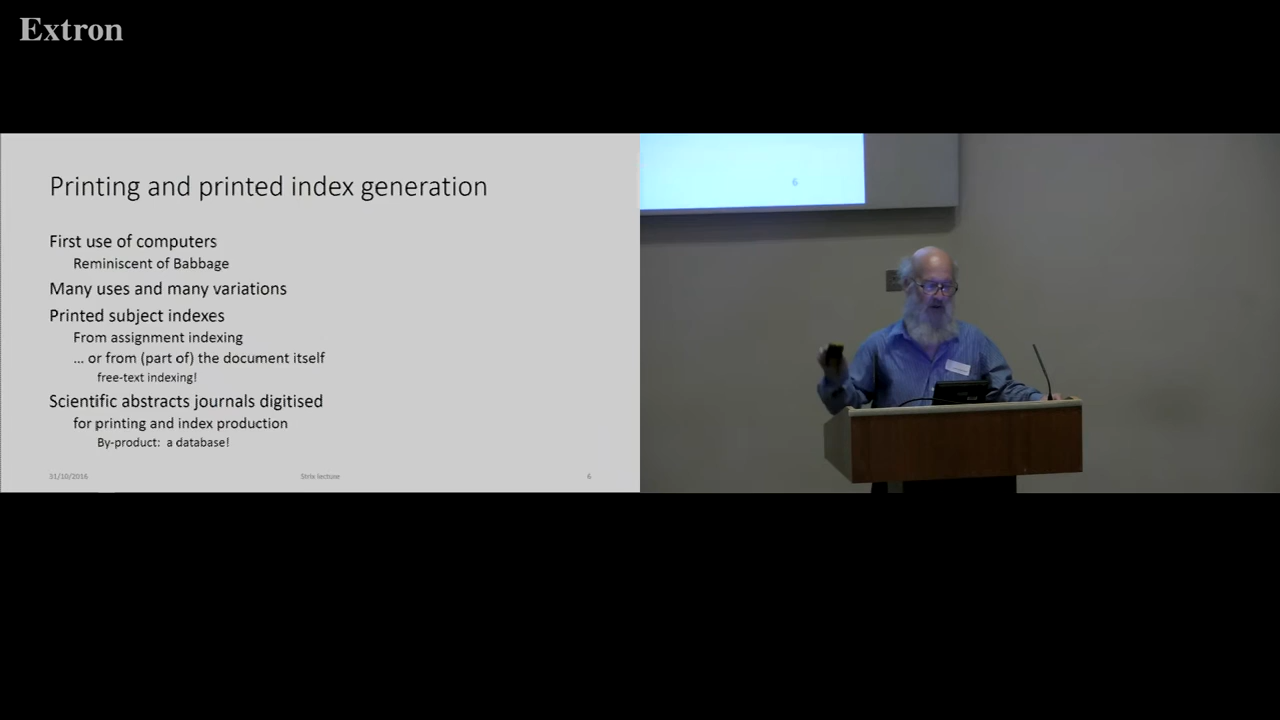 Extron
Printing and printed index generation
First use of computers
Reminiscent of Babbage
Many uses and many variations
Printed subject indexes
From assignment indexing
... or from (part of) the document itself
free-text indexing!
Scientific abstracts journals digitised
for printing and index production
By-product: a database!
31/10/2016 Strix lecture 6
6